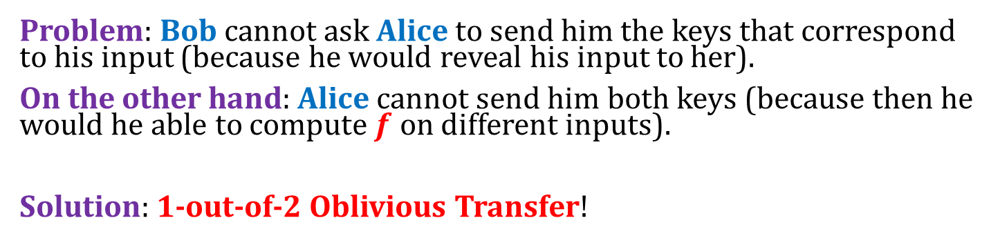 Problem: Bob cannot ask Alice to send him the keys that correspond
to his input (because he would reveal his input to her).
On the other hand: Alice cannot send him both keys (because then he
would he able to compute f on different inputs).
Solution: 1-out-of-2 Oblivious Transfer!